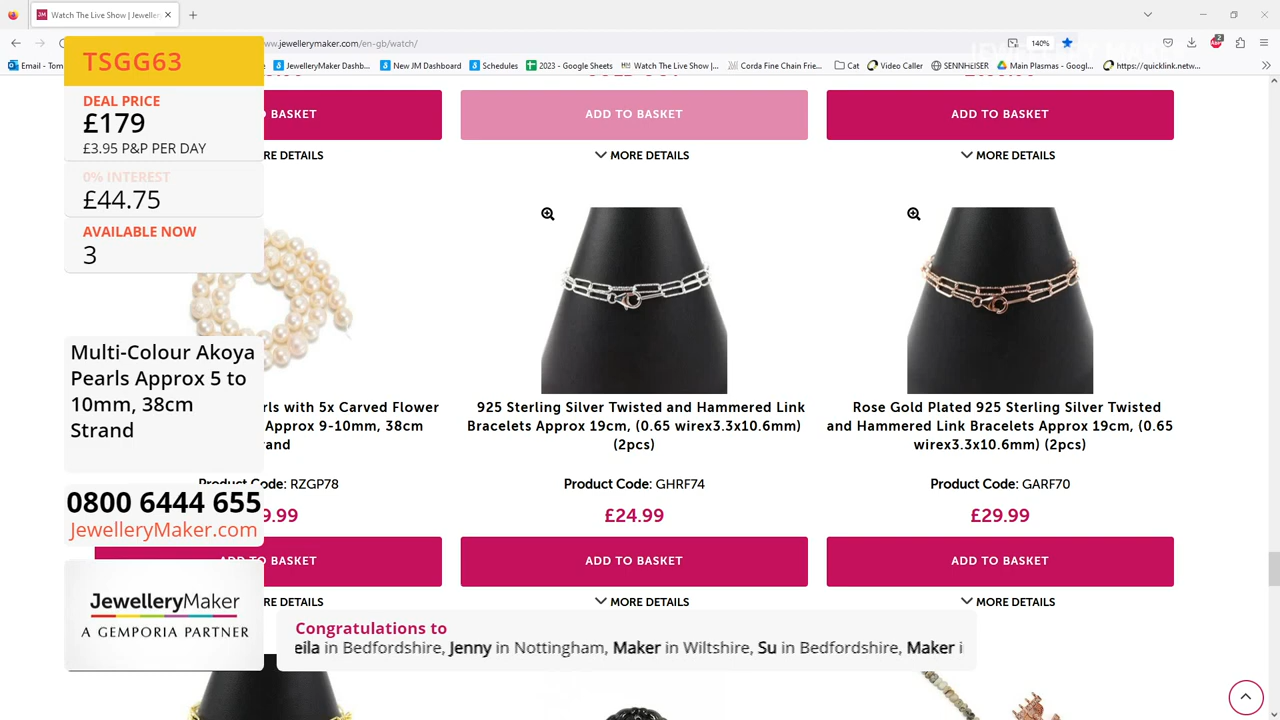 Watch The Live Show | Jeweller
ww.jewellerymaker.com/en-gb/watch/
140%
Email - Tom
JewelleryMaker Dashb...
New JM Dashboard
Schedules
2023 - Google Sheets
Watch The Live Show |...
Corda Fine Chain Frie...
Cat
Video Caller
SENNHEISER
Main Plasmas - Googl...
https://quicklink.netw...
TSGG63
DEAL PRICE
£179
£3.95 P&P PER DAY
0% INTEREST
£44.75
AVAILABLE NOW
3
Multi-Colour Akoya
Pearls Approx 5 to
10mm, 38cm
Strand
0800 6444 655
JewelleryMaker.com
JewelleryMaker
A GEMPORIA PARTNER
BASKET
ADD TO BASKET
ADD TO BASKET
RE DETAILS
MORE DETAILS
MORE DETAILS
rls with 5x Carved Flower
Approx 9-10mm, 38cm
rand
Product Code: RZGP78
9.99
ADD TO BASKET
RE DETAILS
925 Sterling Silver Twisted and Hammered Link
Bracelets Approx 19cm, (0.65 wirex3.3x10.6mm)
(2pcs)
Product Code: GHRF74
£24.99
ADD TO BASKET
MORE DETAILS
Rose Gold Plated 925 Sterling Silver Twisted
and Hammered Link Bracelets Approx 19cm, (0.65
wirex3.3x10.6mm) (2pcs)
Product Code: GARF70
£29.99
ADD TO BASKET
MORE DETAILS
Congratulations to
eila in Bedfordshire, Jenny in Nottingham, Maker in Wiltshire, Su in Bedfordshire, Maker i